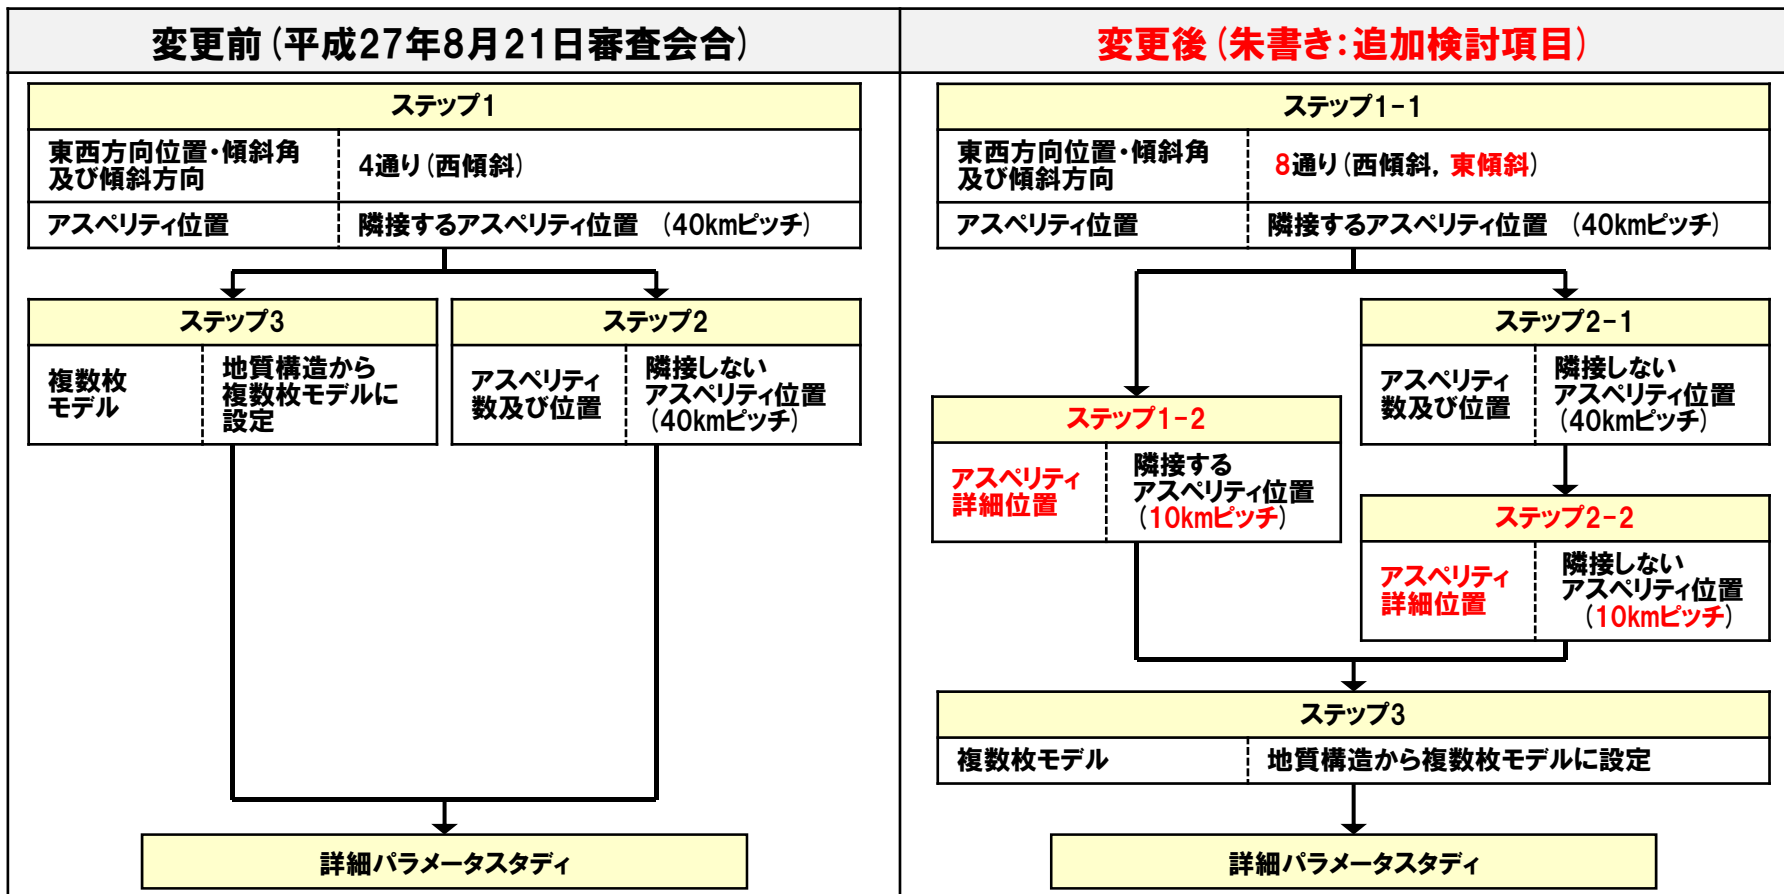 変更前(平成27年8月21日審査会合)
ステップ1
東西方向位置・傾斜角
及び傾斜方向
4通り(西傾斜)
アスペリティ位置
隣接するアスペリティ位置 (40kmピッチ)
ステップ3
複数枚
モデル
地質構造から
複数枚モデルに
設定
ステップ2
アスペリティ
数及び位置
隣接しない
アスペリティ位置
(40kmピッチ)
詳細パラメータスタディ
変更後(朱書き:追加検討項目)
ステップ1-1
東西方向位置・傾斜角
及び傾斜方向
8通り(西傾斜, 東傾斜)
アスペリティ位置
隣接するアスペリティ位置 (40kmピッチ)
ステップ1-2
アスペリティ
詳細位置
隣接する
アスペリティ位置
(10kmピッチ)
ステップ2-1
アスペリティ
数及び位置
隣接しない
アスペリティ位置
(40kmピッチ)
ステップ2-2
アスペリティ
詳細位置
隣接しない
アスペリティ位置
(10kmピッチ)
ステップ3
複数枚モデル
地質構造から複数枚モデルに設定
詳細パラメータスタディ